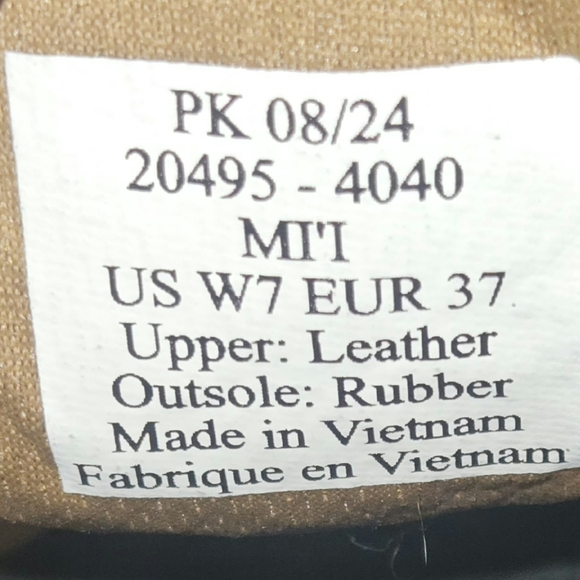 PK 08/24
20495 - 4040
MI'I
US W7 EUR 37
Upper: Leather
Outsole: Rubber
Made in Vietnam
Fabrique en Vietnam